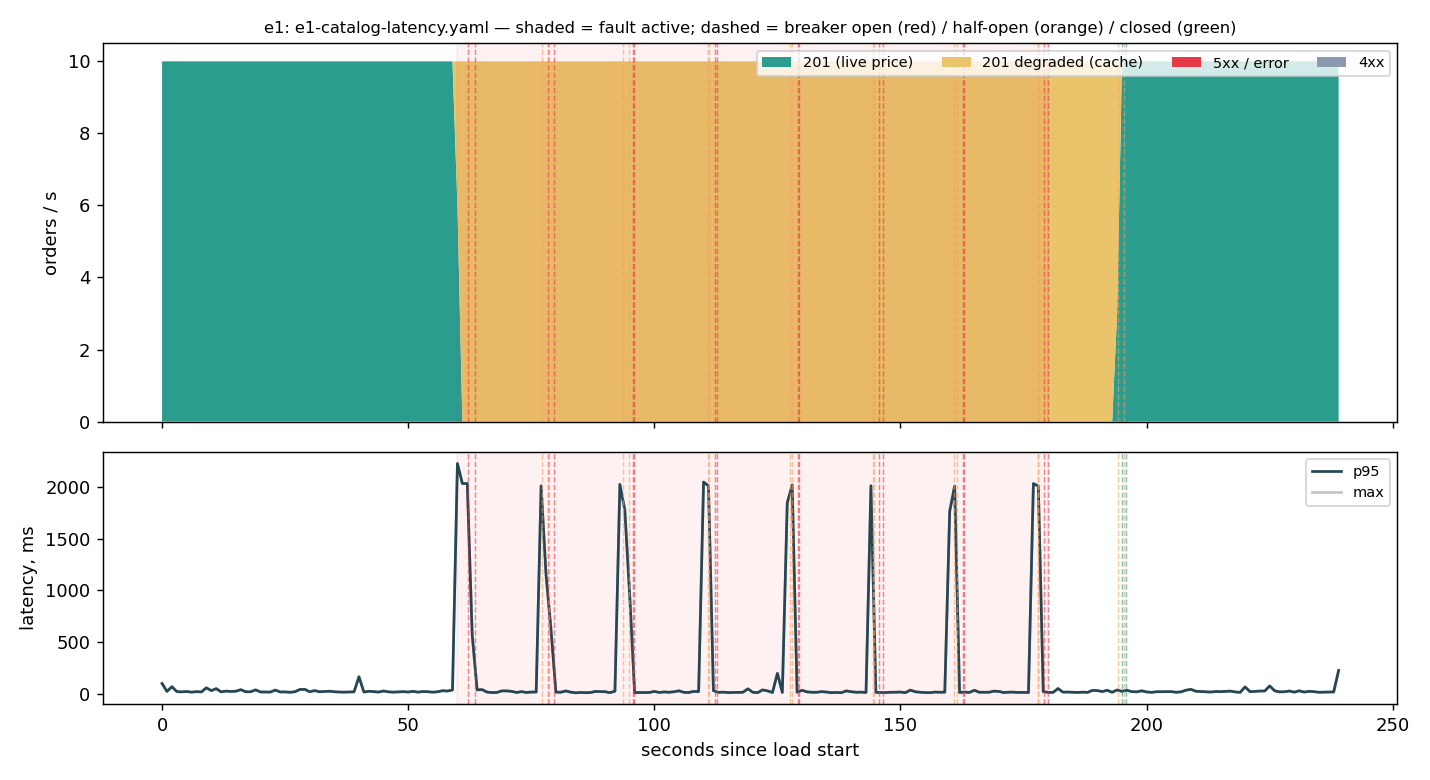 e1: e1-catalog-latency.yaml — shaded = fault active; dashed = breaker open (red) / half-open (orange) / closed (green)
201 (live price) 201 degraded (cache) 5xx / error 4xx
orders / s
10
8
6
4
2
0
p95
max
latency, ms
2000
1500
1000
500
0
0 50 100 150 200 250
seconds since load start